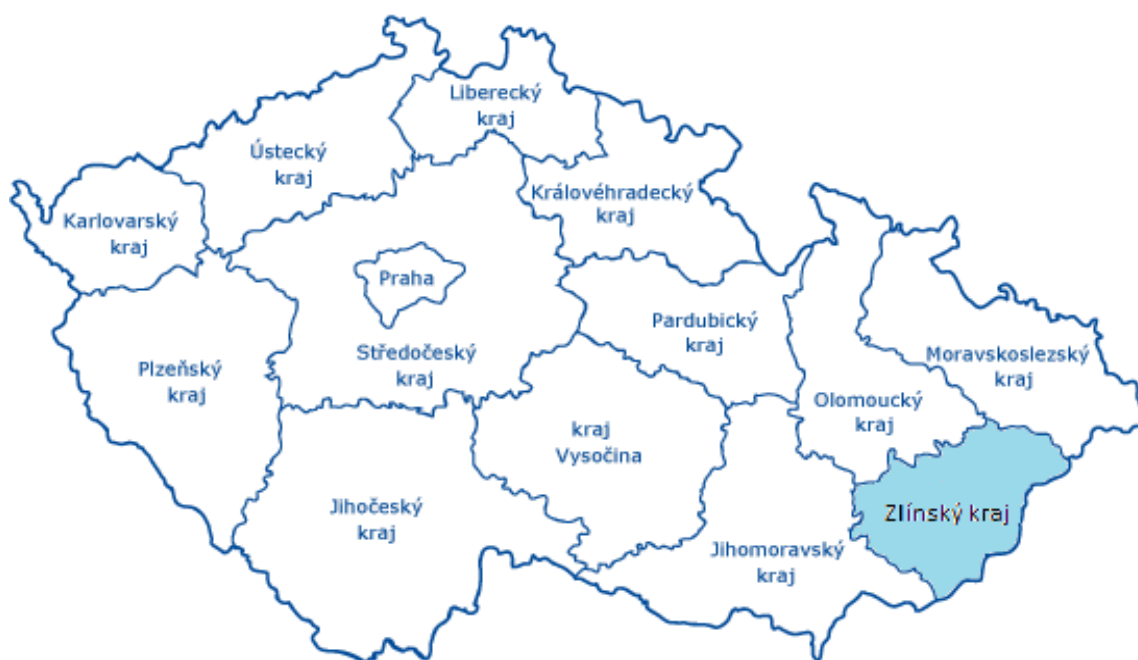 Liberecký
kraj
Ústecký
kraj
Královéhradecký
kraj
Karlovarský
kraj
Praha
Pardubický
kraj
Středočeský
kraj
Moravskoslezský
kraj
Plzeňský
kraj
Olomoucký
kraj
kraj
Vysočina
Jihočeský
kraj
Zlínský kraj
Jihomoravský
kraj